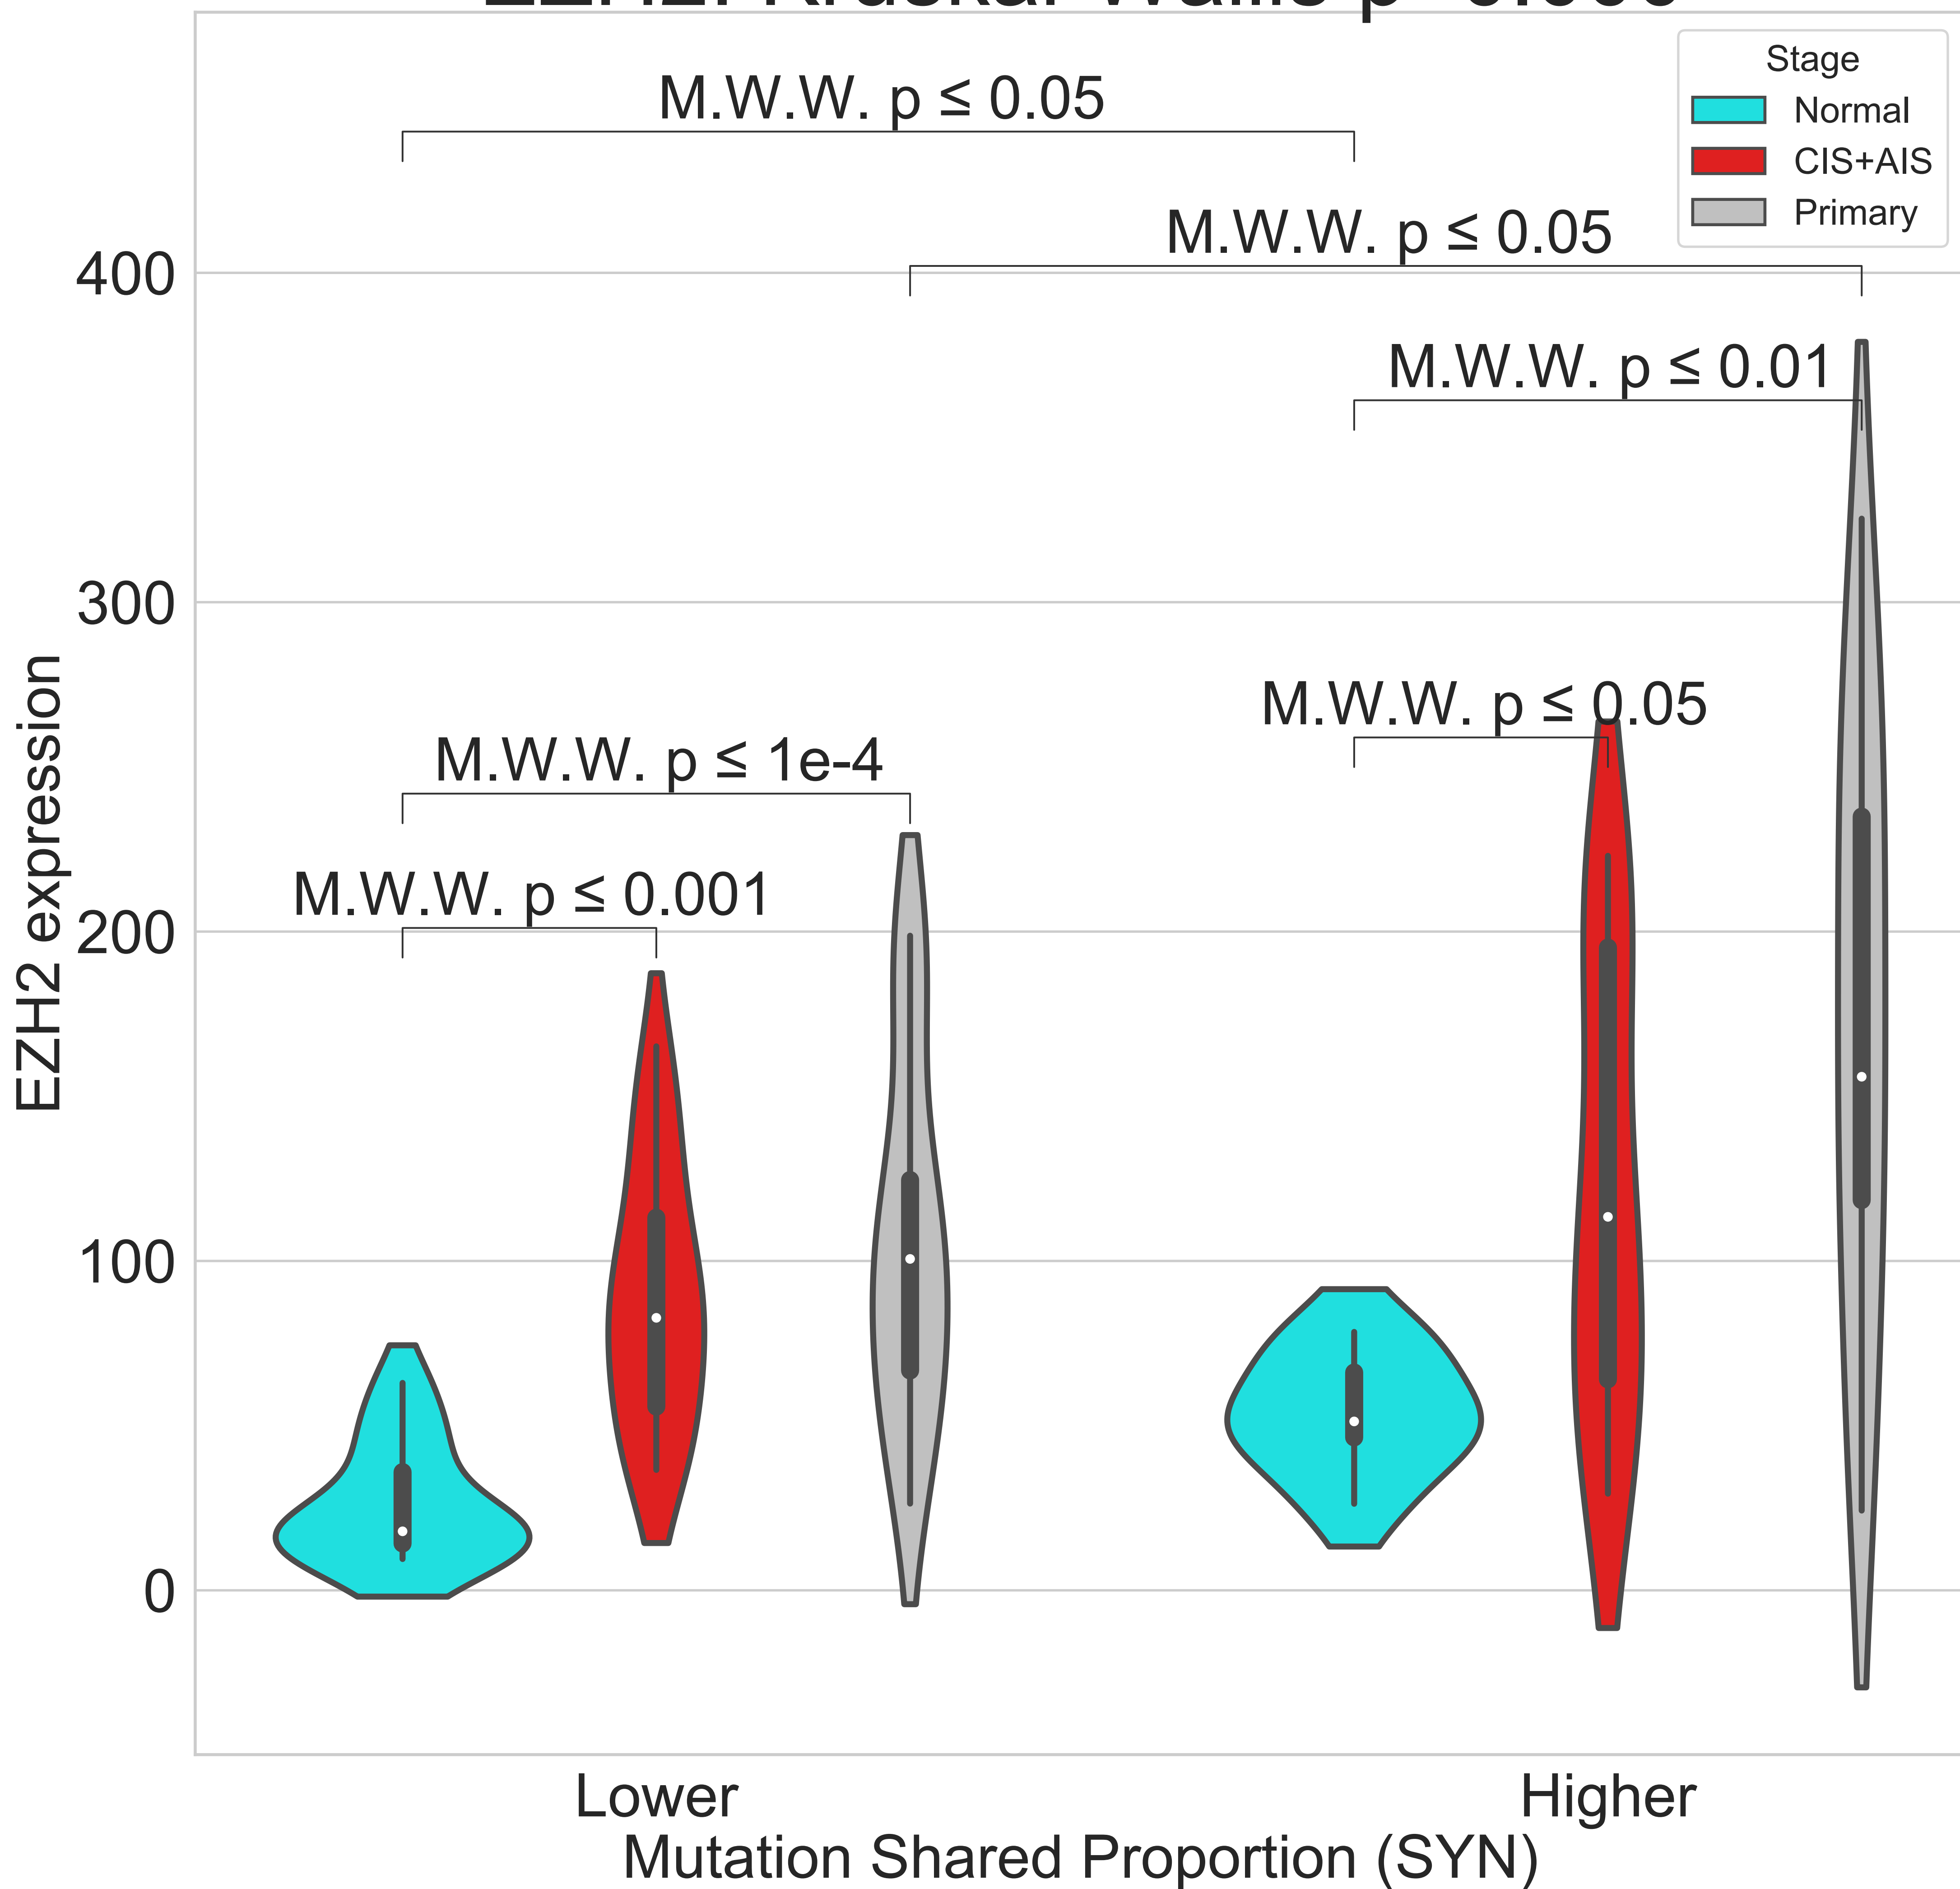 Stage
Normal
CIS+AIS
Primary
M.W.W. p ≤ 0.05
M.W.W. p ≤ 0.05
M.W.W. p ≤ 0.01
M.W.W. p ≤ 0.05
M.W.W. p ≤ 1e-4
M.W.W. p ≤ 0.001
400
300
200
100
0
EZH2 expression
Lower
Higher
Mutation Shared Proportion (SYN)